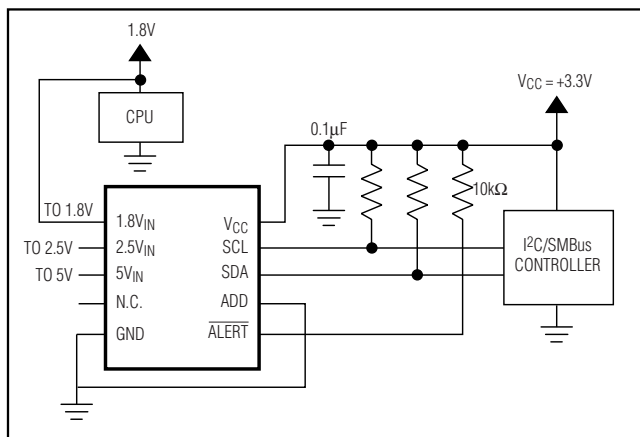 1.8V
CPU
VCC = +3.3V
0.1μF
10kΩ
TO 1.8V
TO 2.5V
TO 5V
1.8VIN
2.5VIN
5VIN
N.C.
GND
VCC
SCL
SDA
ADD
ALERT
I2C/SMBus
CONTROLLER